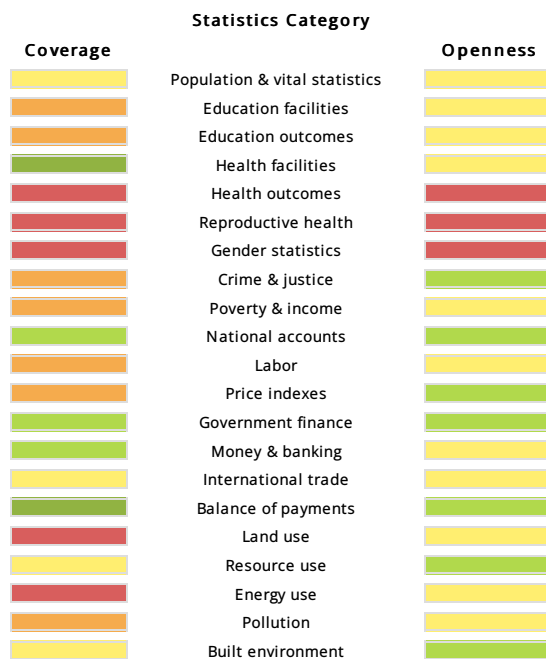 Statistics Category
Coverage Openness
Population & vital statistics
Education facilities
Education outcomes
Health facilities
Health outcomes
Reproductive health
Gender statistics
Crime & justice
Poverty & income
National accounts
Labor
Price indexes
Government finance
Money & banking
International trade
Balance of payments
Land use
Resource use
Energy use
Pollution
Built environment